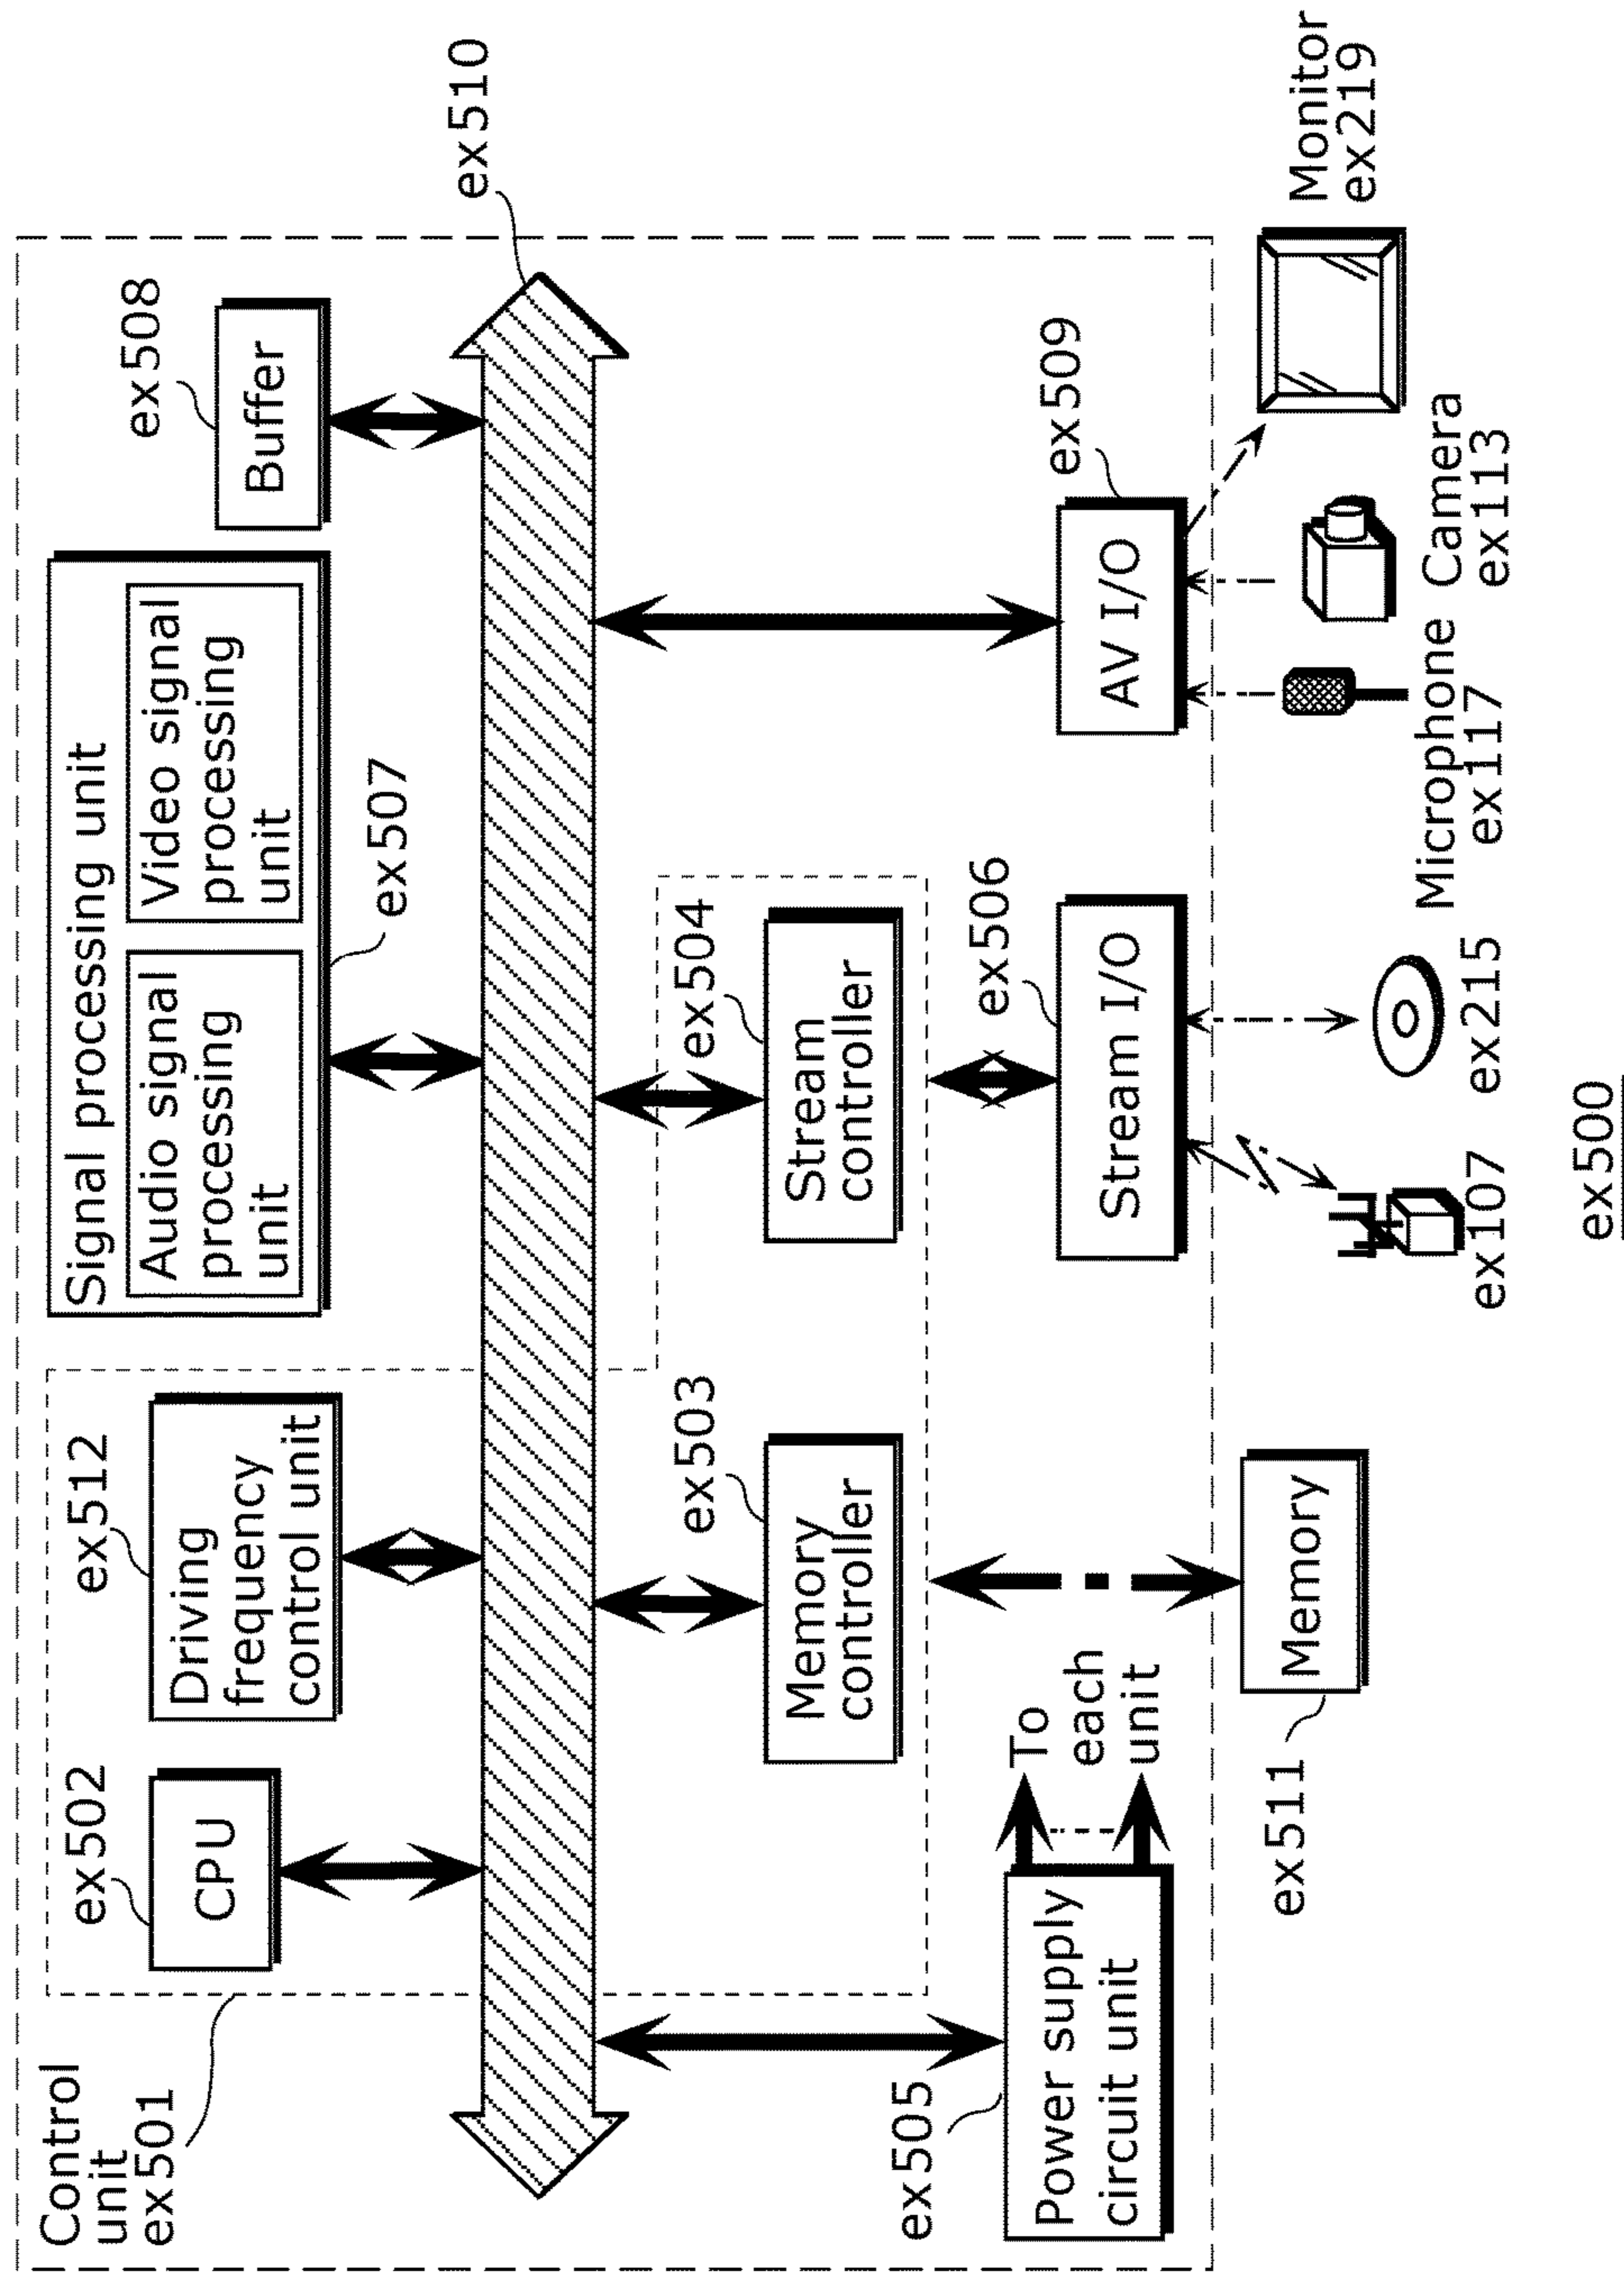 Control
unit
ex501
ex502
CPU
ex512
Driving
frequency
control unit
Signal processing unit
Audio signal
processing
unit
Video signal
processing
unit
ex507
ex508
Buffer
ex510
ex503
Memory
controller
ex504
Stream
controller
ex505
Power supply
circuit unit
To
each
unit
ex506
Stream I/O
ex509
AV I/O
ex511
Memory
ex107
ex215
Microphone
ex117
Camera
ex113
Monitor
ex219
ex500